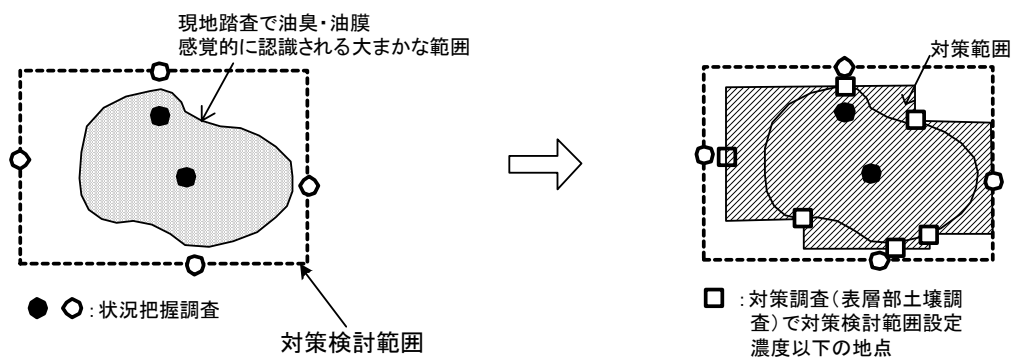 現地踏査で油臭・油膜
感覚的に認識される大まかな範囲
:状況把握調査
対策検討範囲
対策範囲
:対策調査(表層部土壌調
査)で対策検討範囲設定
濃度以下の地点